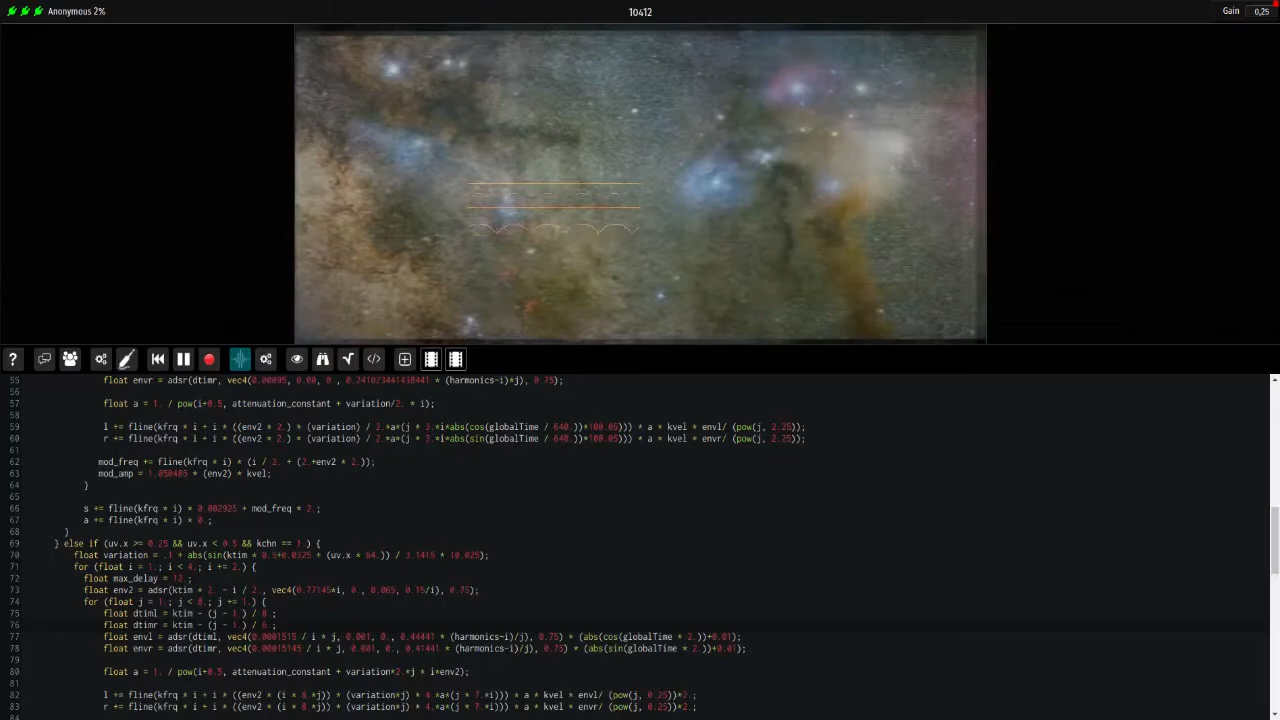 Anonymous 2%
10412
Gain 0,25
55 float envr = adsr(dtimr, vec4(0.00095, 0.00, 0., 0.241023441438441 * (harmonics-i)*j), 0.75);
56
57 float a = 1. / pow(i+0.5, attenuation_constant + variation/2. * i);
58
59 l += fline(kfrq * i + i * ((env2 * 2.) * (variation) / 2.*a*(j * 3.*i*abs(cos(globalTime / 640.))*100.05))) * a * kvel * envl/ (pow(j, 2.25));
60 r += fline(kfrq * i + i * ((env2 * 2.) * (variation) / 2.*a*(j * 3.*i*abs(sin(globalTime / 640.))*100.05))) * a * kvel * envr/ (pow(j, 2.25));
61
62 mod_freq += fline(kfrq * i) * (i / 2. + (2.+env2 * 2.));
63 mod_amp = 1.050485 * (env2) * kvel;
64 }
65
66 s += fline(kfrq * i) * 0.002925 + mod_freq * 2.;
67 a += fline(kfrq * i) * 0.;
68 }
69 } else if (uv.x >= 0.25 && uv.x < 0.5 && kchn == 1.) {
70 float variation = .1 + abs(sin(ktim * 0.5+0.0325 + (uv.x * 64.)) / 3.1415 * 10.025);
71 for (float i = 1.; i < 4.; i += 2.) {
72 float max_delay = 12.;
73 float env2 = adsr(ktim * 2. - i / 2., vec4(0.77145*i, 0., 0.065, 0.15/i), 0.75);
74 for (float j = 1.; j < 8.; j += 1.) {
75 float dtiml = ktim - (j - 1.) / 8.;
76 float dtimr = ktim - (j - 1.) / 6.;
77 float envl = adsr(dtiml, vec4(0.0001515 / i * j, 0.001, 0., 0.44441 * (harmonics-i)/j), 0.75) * (abs(cos(globalTime * 2.))+0.01);
78 float envr = adsr(dtimr, vec4(0.00015145 / i * j, 0.001, 0., 0.41441 * (harmonics-i)/j), 0.75) * (abs(sin(globalTime * 2.))+0.01);
79
80 float a = 1. / pow(i+0.5, attenuation_constant + variation*2.*j * i*env2);
81
82 l += fline(kfrq * i + i * ((env2 * (i * 8.*j)) * (variation*j) * 4.*a*(j * 7.*i))) * a * kvel * envl/ (pow(j, 0.25))*2.;
83 r += fline(kfrq * i + i * ((env2 * (i * 8.*j)) * (variation*j) * 4.*a*(j * 7.*i))) * a * kvel * envr/ (pow(j, 0.25))*2.;